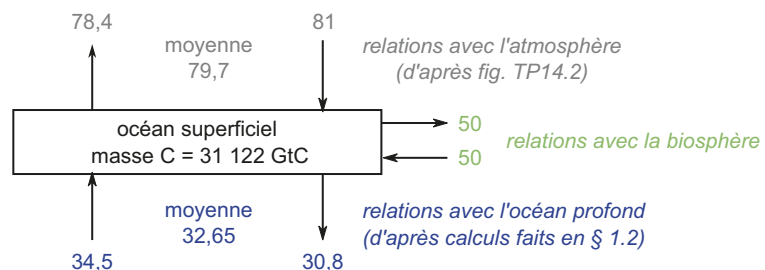 78,4
81
moyenne
79,7
relations avec l'atmosphère
(d'après fig. TP14.2)
océan superficiel
masse C = 31 122 GtC
50
50
relations avec la biosphère
moyenne
32,65
relations avec l'océan profond
(d'après calculs faits en § 1.2)
34,5
30,8